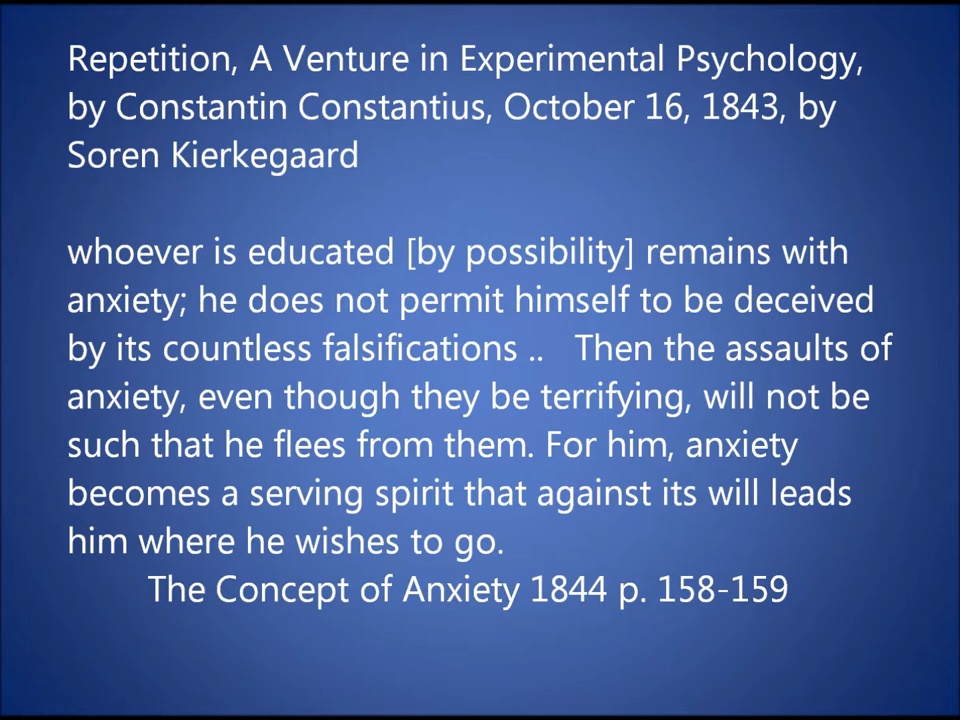 Repetition, A Venture in Experimental Psychology,
by Constantin Constantius, October 16, 1843, by
Soren Kierkegaard
whoever is educated [by possibility] remains with
anxiety; he does not permit himself to be deceived
by its countless falsifications .. Then the assaults of
anxiety, even though they be terrifying, will not be
such that he flees from them. For him, anxiety
becomes a serving spirit that against its will leads
him where he wishes to go.
The Concept of Anxiety 1844 p. 158-159